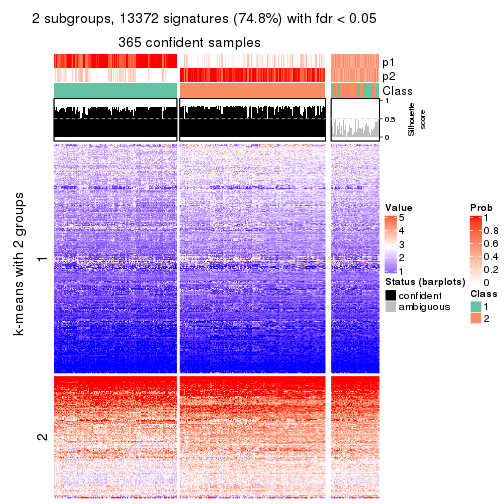 2 subgroups, 13372 signatures (74.8%) with fdr < 0.05
365 confident samples
p1
p2
Class
1
0.5
0
Silhouette
score
k-means with 2 groups
1
2
Value
5
4
3
2
1
Status (barplots)
confident
ambiguous
Prob
1
0.8
0.6
0.4
0.2
0
Class
1
2